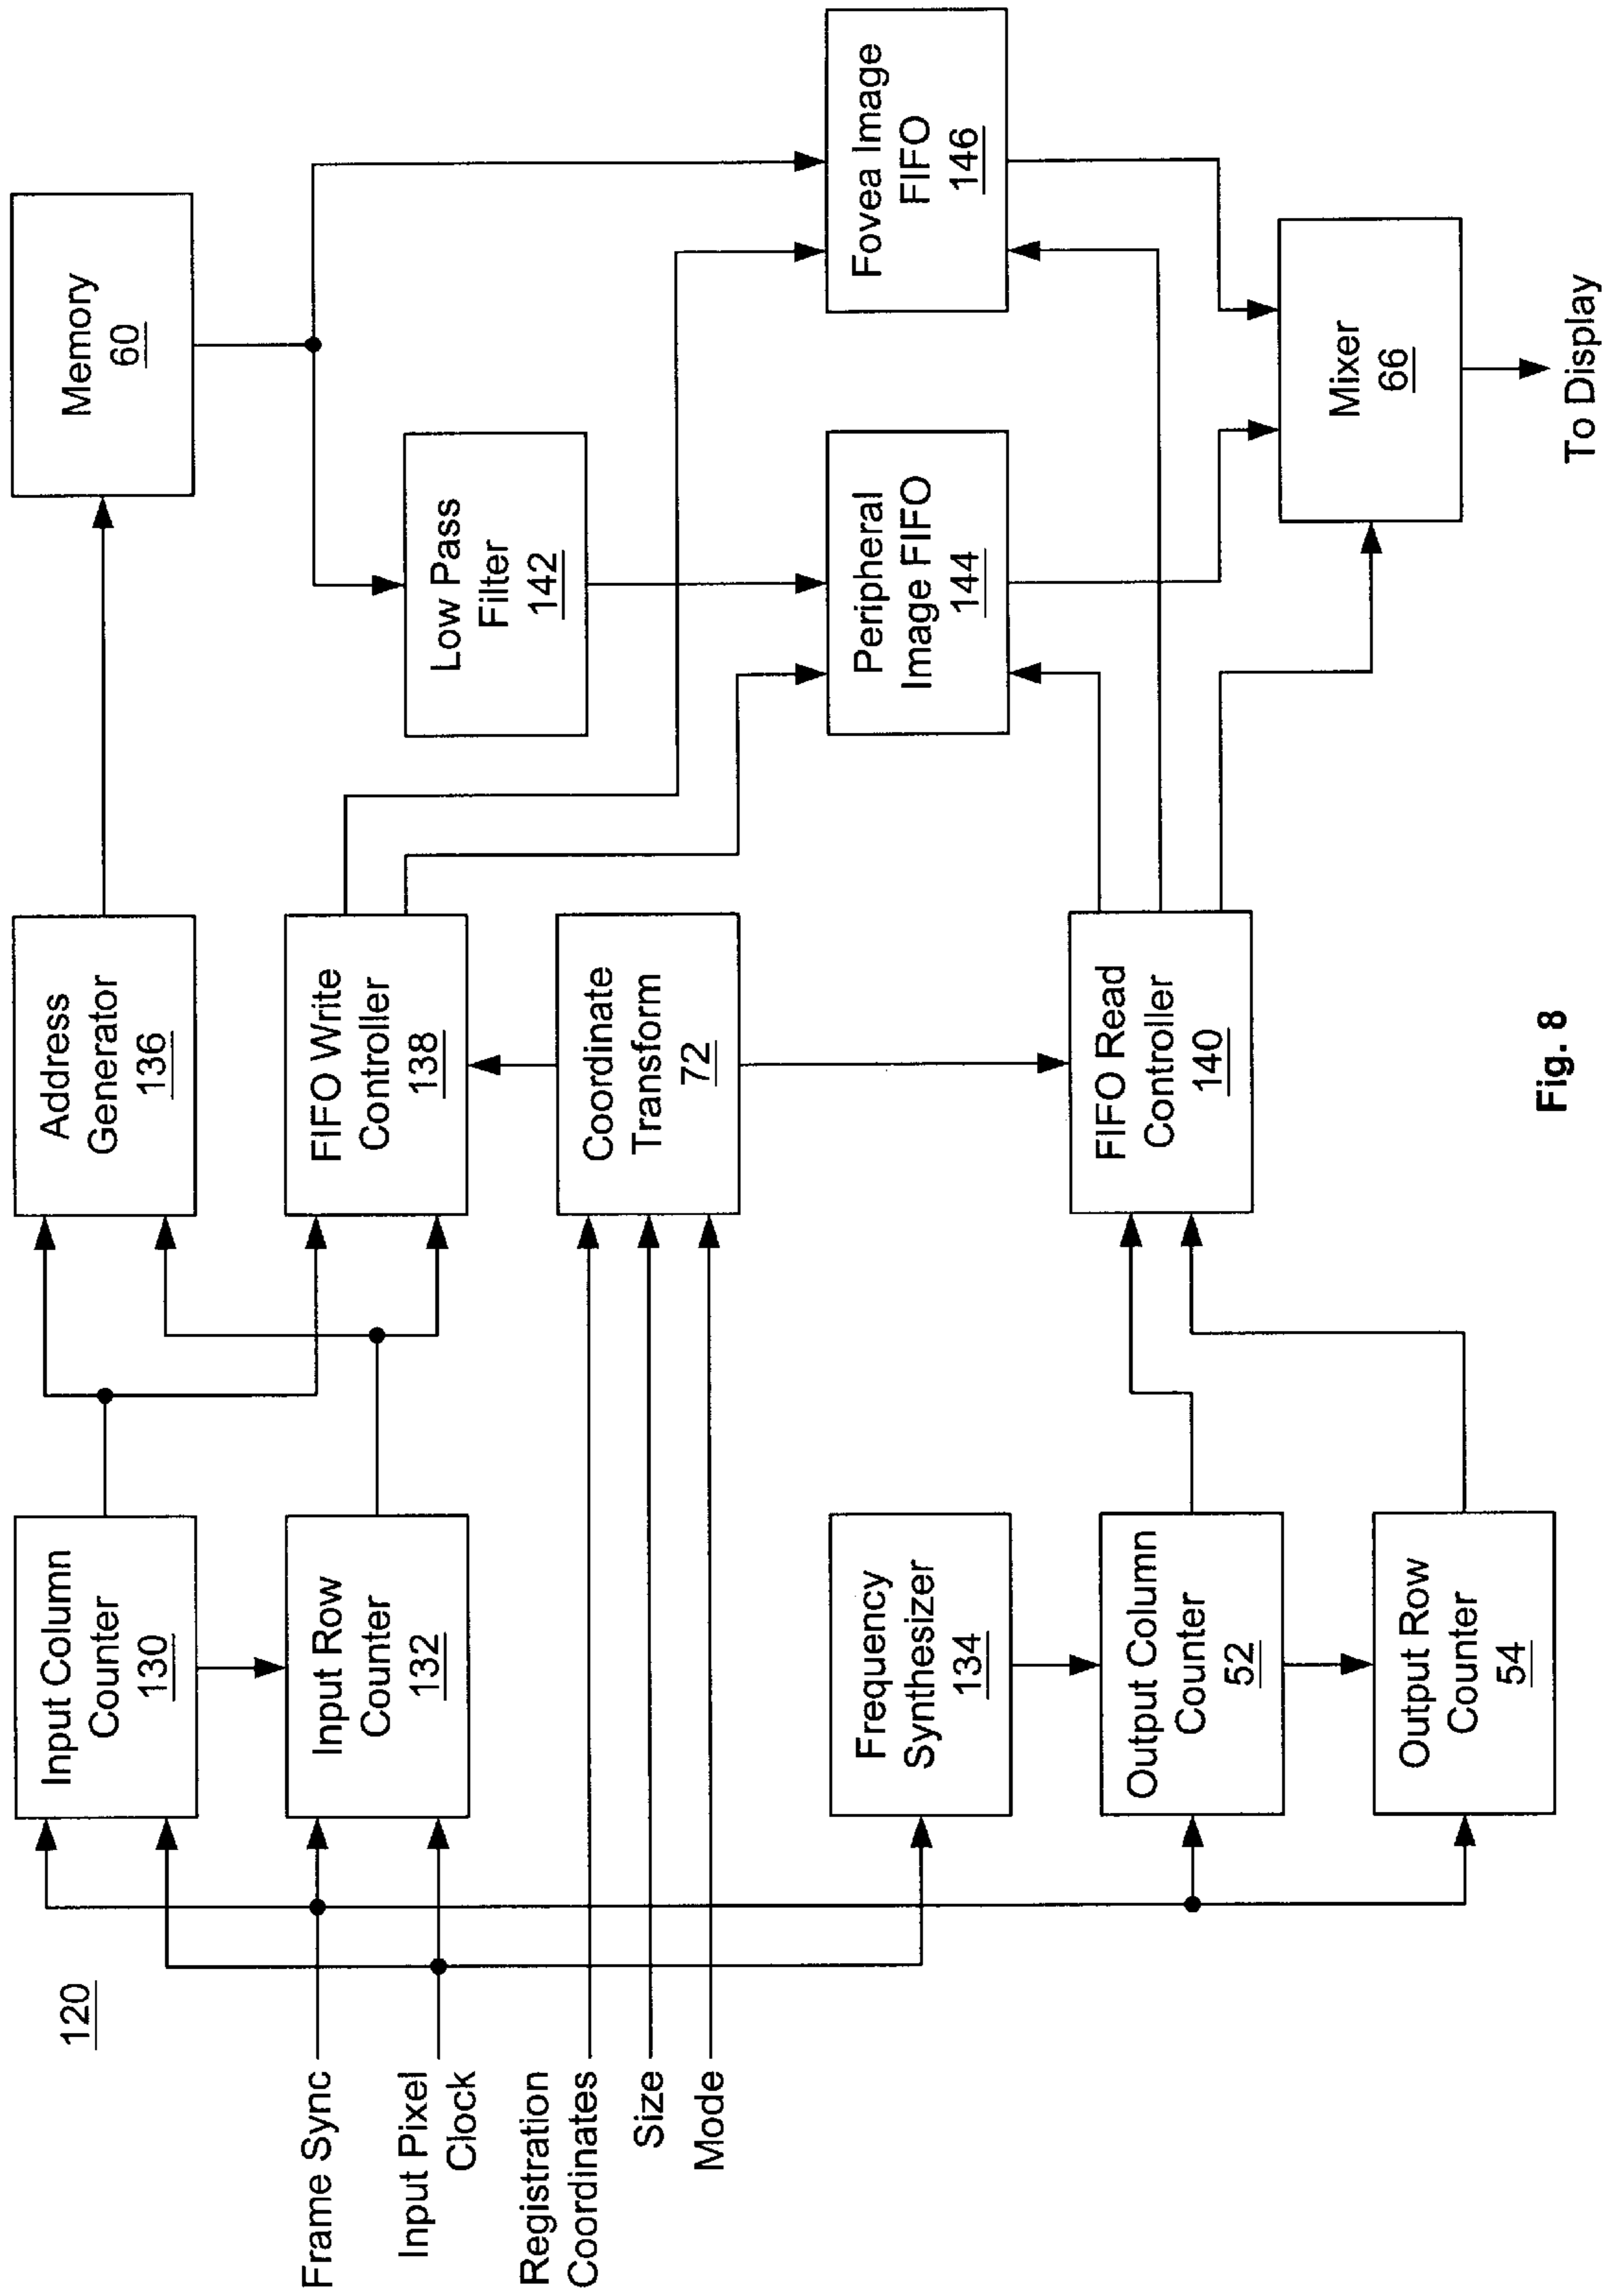 120
Frame Sync
Input Pixel
Clock
Registration
Coordinates
Size
Mode
Input Column
Counter
130
Input Row
Counter
132
Frequency
Synthesizer
134
Output Column
Counter
52
Output Row
Counter
54
Address
Generator
136
FIFO Write
Controller
138
Coordinate
Transform
72
FIFO Read
Controller
140
Memory
60
Low Pass
Filter
142
Peripheral
Image FIFO
144
Fovea Image
FIFO
146
Mixer
66
To Display
Fig. 8